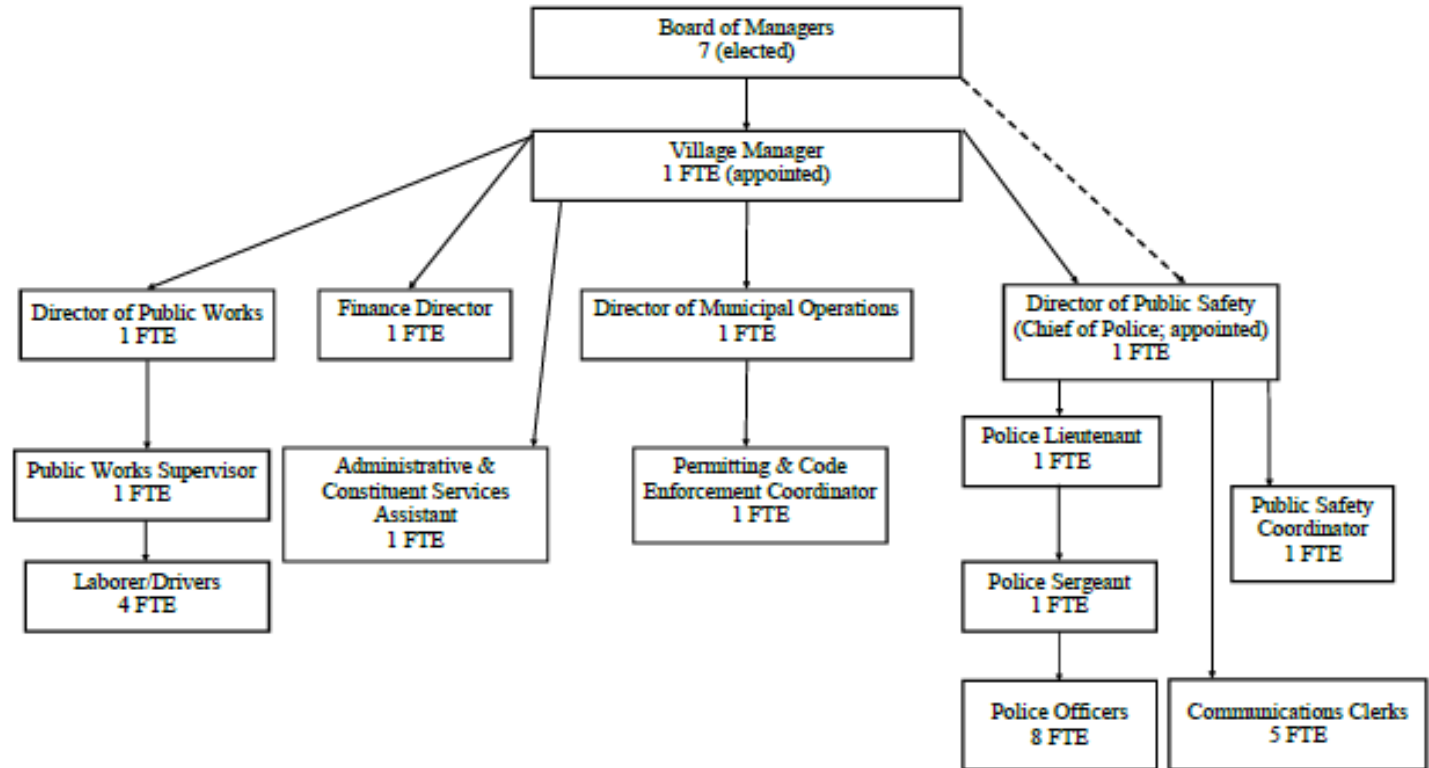 Board of Managers
7 (elected)
Village Manager
1 FTE (appointed)
Director of Public Works
1 FTE
Finance Director
1 FTE
Director of Municipal Operations
1 FTE
Director of Public Safety
(Chief of Police; appointed)
1 FTE
Public Works Supervisor
1 FTE
Administrative &
Constituent Services
Assistant
1 FTE
Permitting & Code
Enforcement Coordinator
1 FTE
Police Lieutenant
1 FTE
Public Safety
Coordinator
1 FTE
Laborer/Drivers
4 FTE
Police Sergeant
1 FTE
Police Officers
8 FTE
Communications Clerks
5 FTE